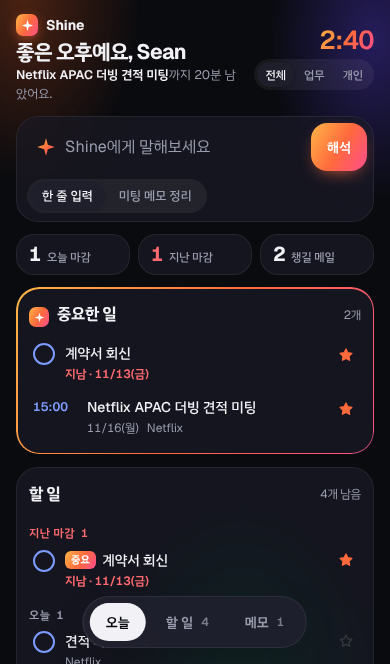 Shine
좋은 오후예요, Sean
2:40
Netflix APAC 더빙 견적 미팅까지 20분 남
았어요.
전체 업무 개인
Shine에게 말해보세요
해석
한 줄 입력 미팅 메모 정리
1 오늘 마감
1 지난 마감
2 챙길 메일
중요한 일
2개
계약서 회신
지남 · 11/13(금)
15:00 Netflix APAC 더빙 견적 미팅
11/16(월) Netflix
할 일
4개 남음
지난 마감 1
중요 계약서 회신
지남 · 11/13(금)
오늘 1
견적
Netflix
오늘 할 일 4 메모 1